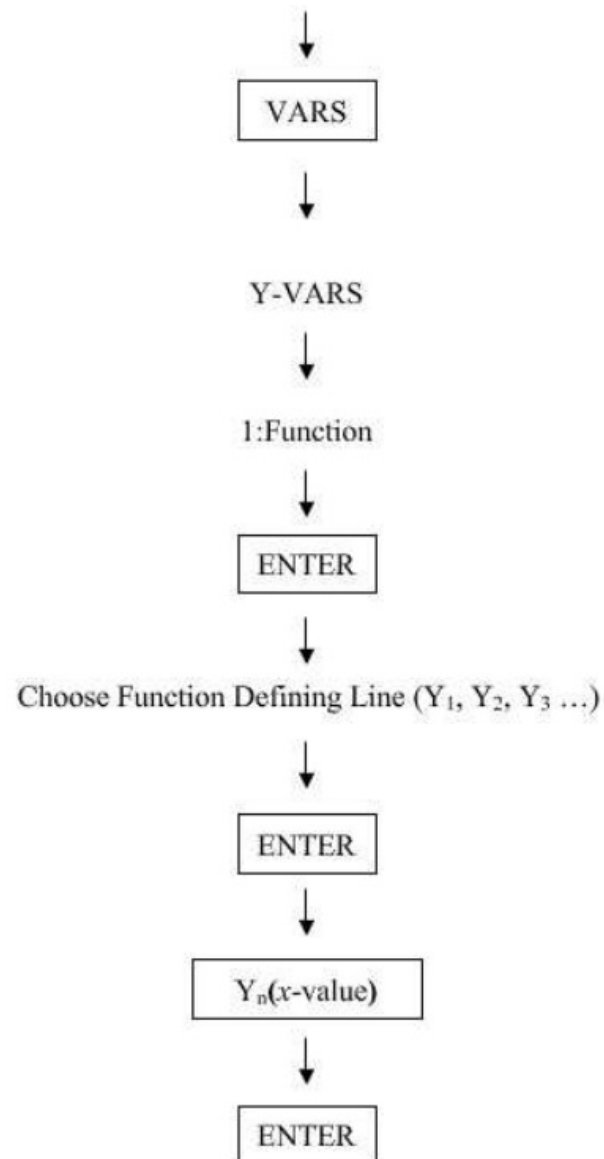 VARS
Y-VARS
1:Function
ENTER
Choose Function Defining Line (Y₁, Y₂, Y₃ …)
ENTER
Yₙ(x-value)
ENTER